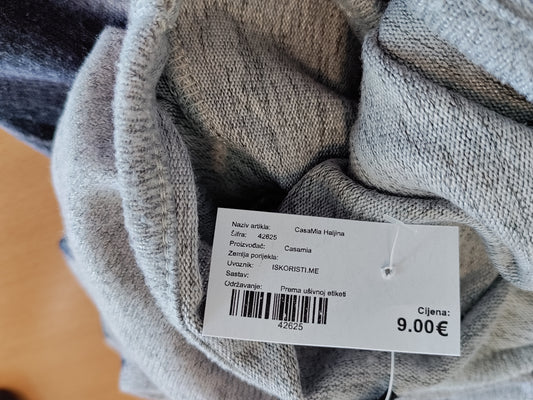 Naziv artikla: CasaMia Haljina
Šifra: 42625
Proizvođač: Casamia
Zemlja porijekla:
Uvoznik: ISKORISTI.ME
Sastav:
Održavanje: Prema ušivnoj etiketi
42625
Cijena:
9.00€